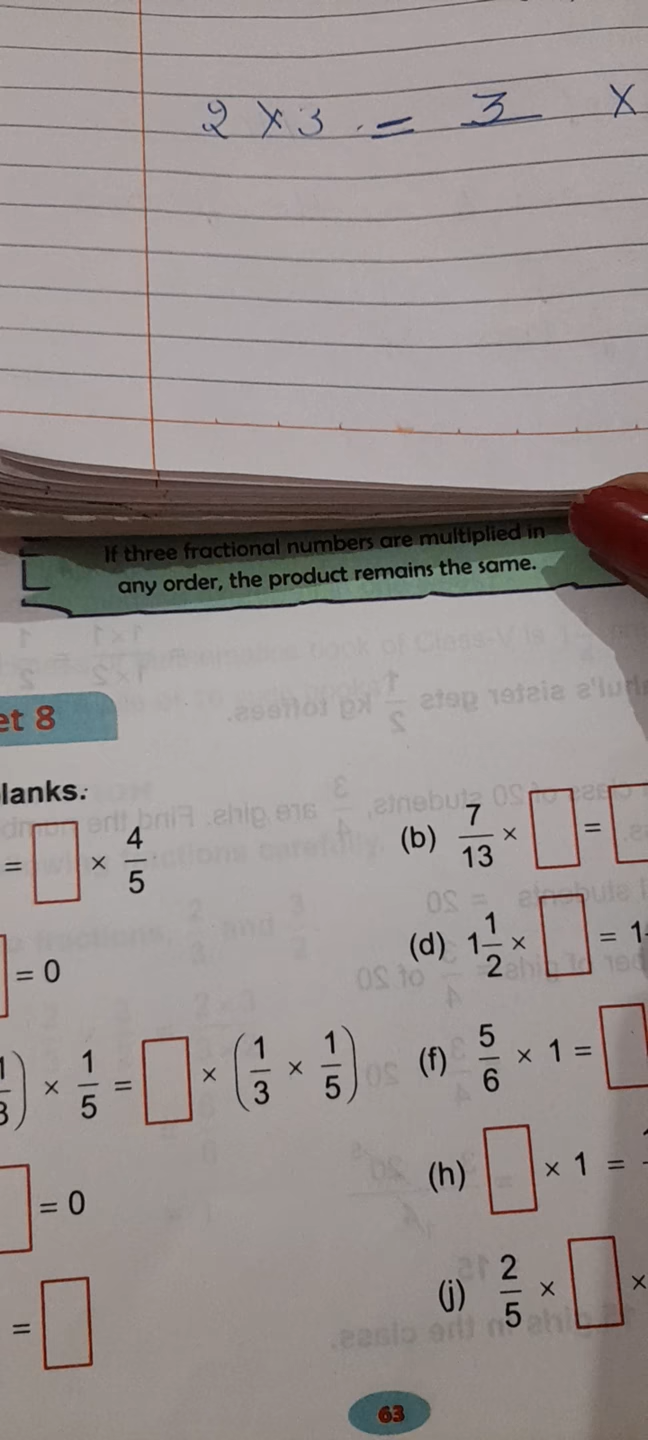 2 × 3 = 3 ×
If three fractional numbers are multiplied in
any order, the product remains the same.
et 8
lanks:
= □ × 4/5
(b) 7/13 × □ = □
□ = 0
(d) 1 1/2 × □ = 1
1/3) × 1/5 = □ × (1/3 × 1/5)
(f) 5/6 × 1 = □
(h) □ × 1 =
□ = 0
= □
(j) 2/5 × □ ×
63